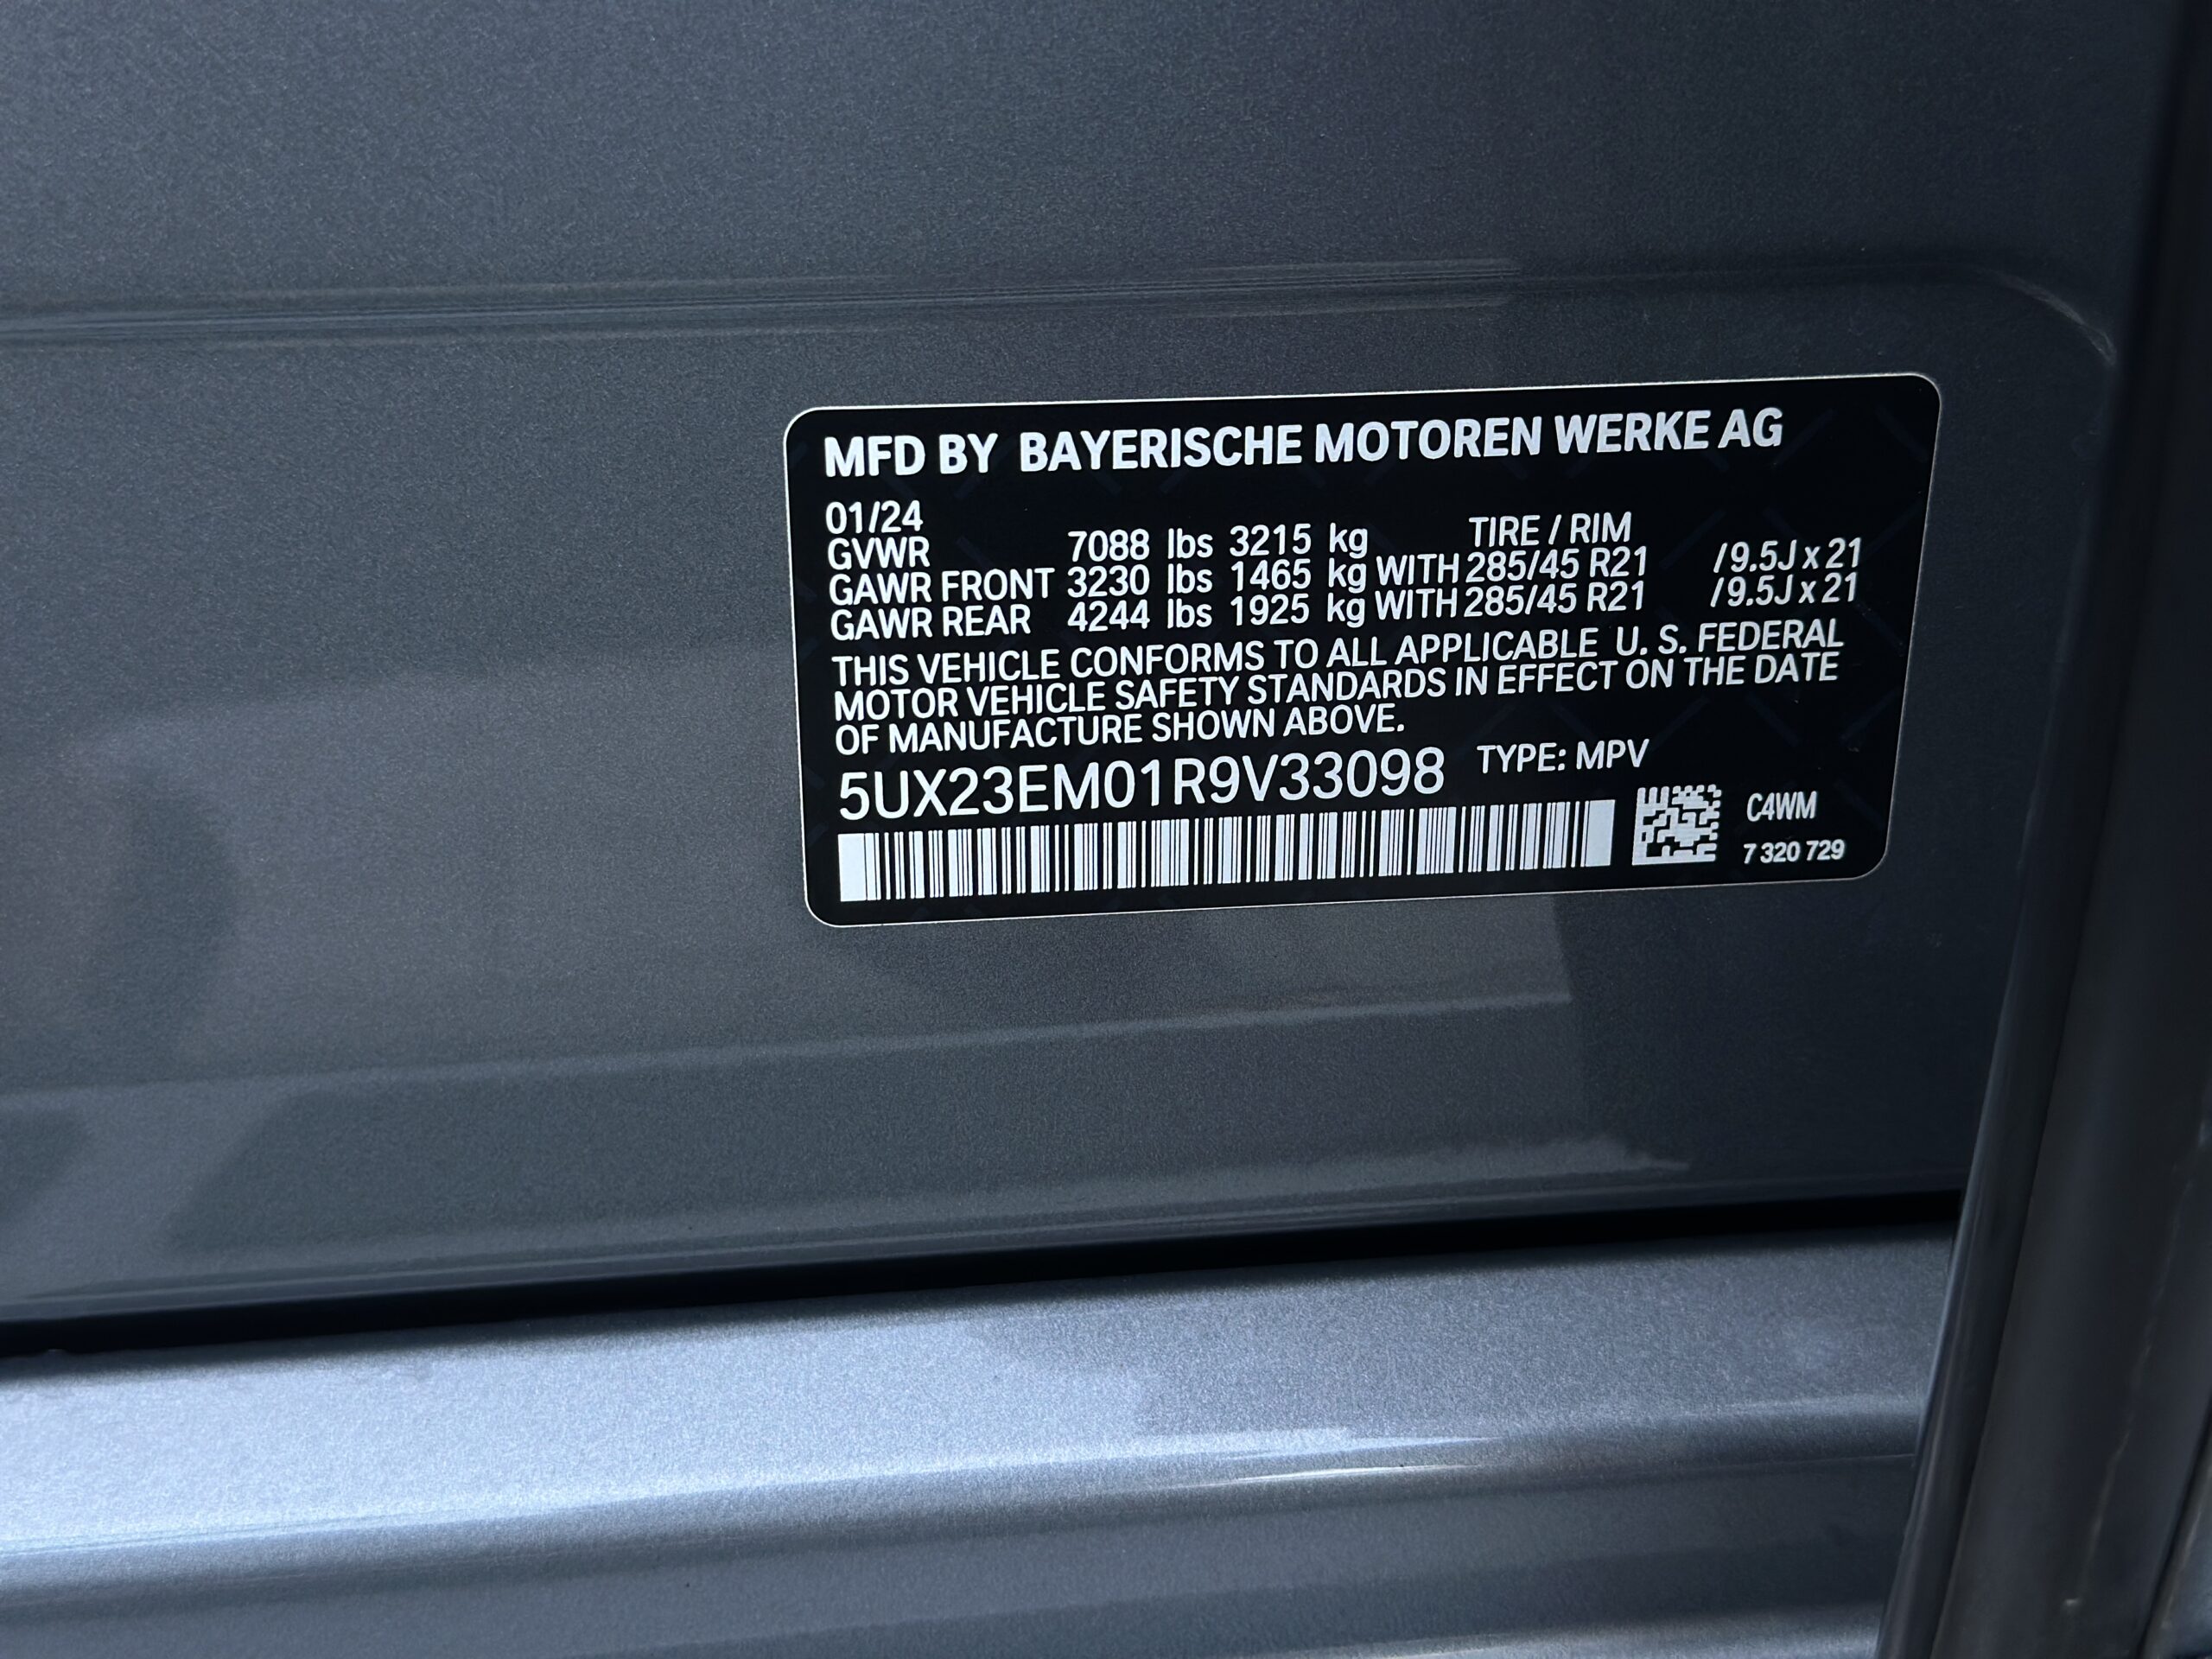 MFD BY BAYERISCHE MOTOREN WERKE AG
01/24
TIRE / RIM
GVWR 7088 lbs 3215 kg
GAWR FRONT 3230 lbs 1465 kg WITH 285/45 R21 /9.5J x 21
GAWR REAR 4244 lbs 1925 kg WITH 285/45 R21 /9.5J x 21
THIS VEHICLE CONFORMS TO ALL APPLICABLE U. S. FEDERAL
MOTOR VEHICLE SAFETY STANDARDS IN EFFECT ON THE DATE
OF MANUFACTURE SHOWN ABOVE.
5UX23EM01R9V33098 TYPE: MPV
C4WM
7 320 729